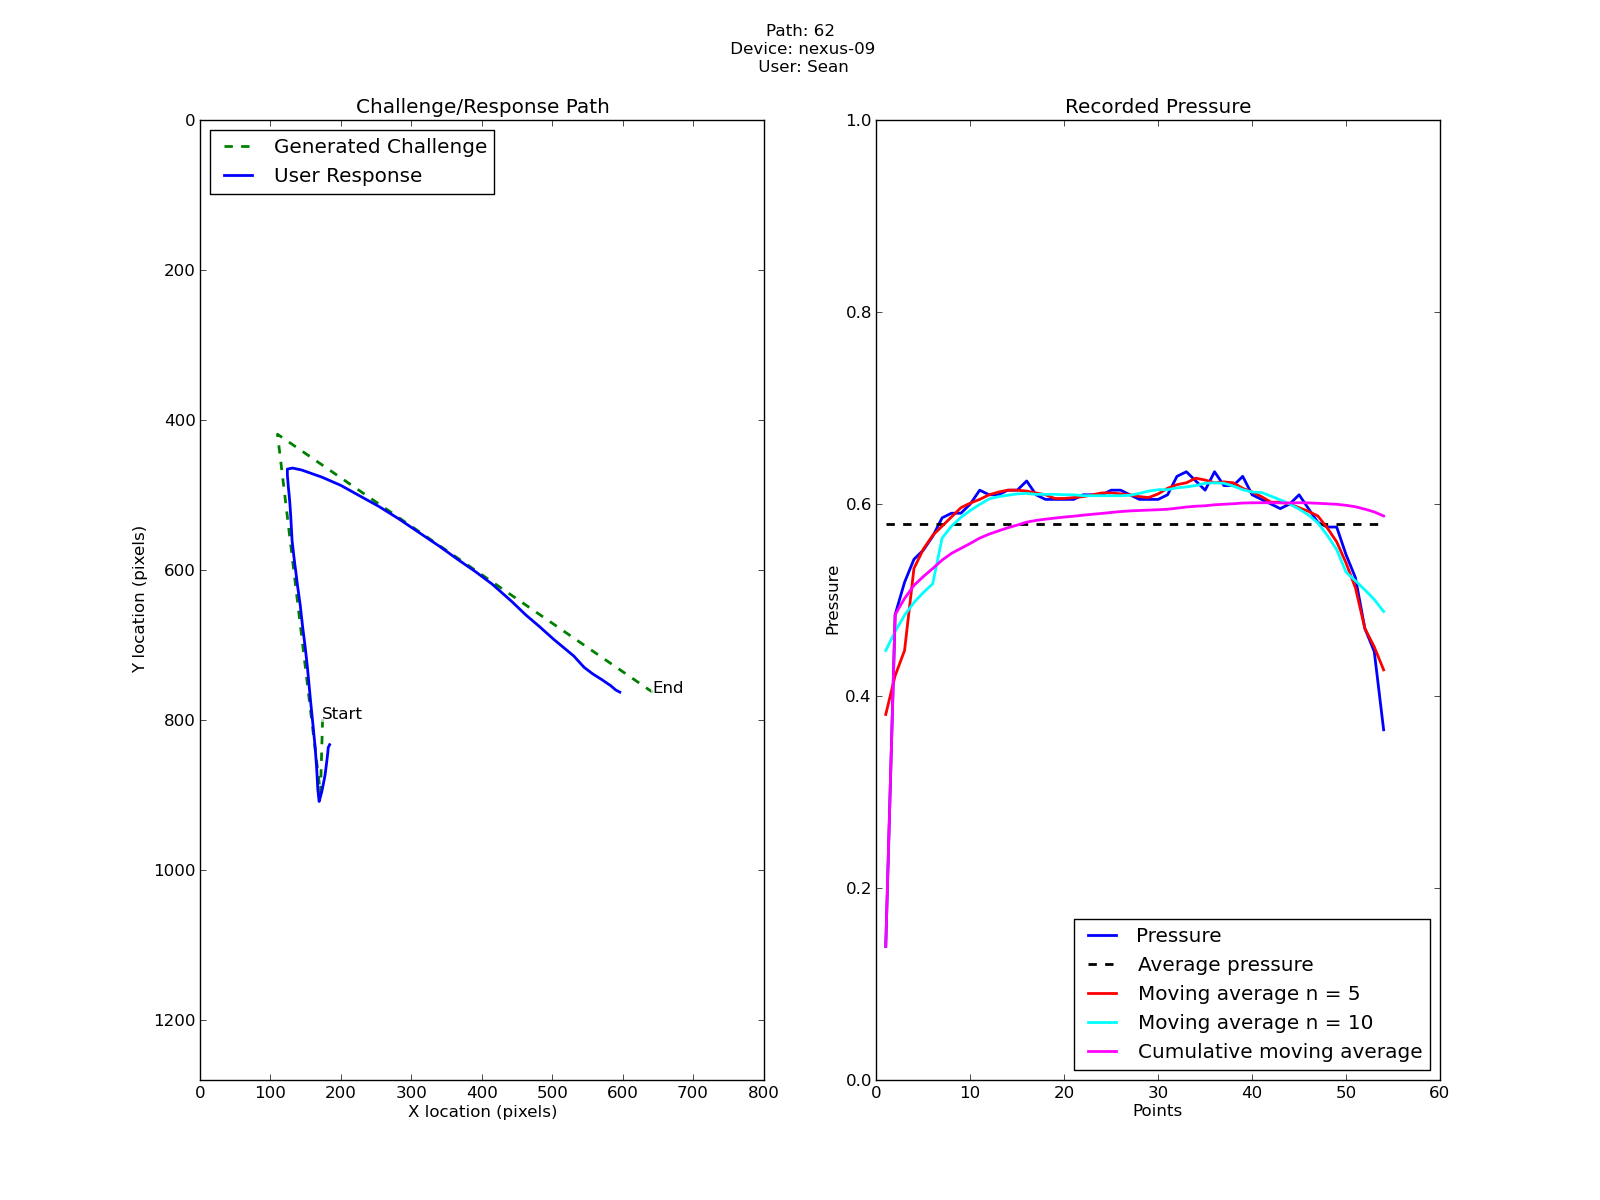 Path: 62
Device: nexus-09
User: Sean
Challenge/Response Path
Generated Challenge
User Response
0
200
400
600
800
1000
1200
Y location (pixels)
Start
End
0 100 200 300 400 500 600 700 800
X location (pixels)
Recorded Pressure
1.0
0.8
0.6
0.4
0.2
0.0
Pressure
Pressure
Average pressure
Moving average n = 5
Moving average n = 10
Cumulative moving average
0 10 20 30 40 50 60
Points